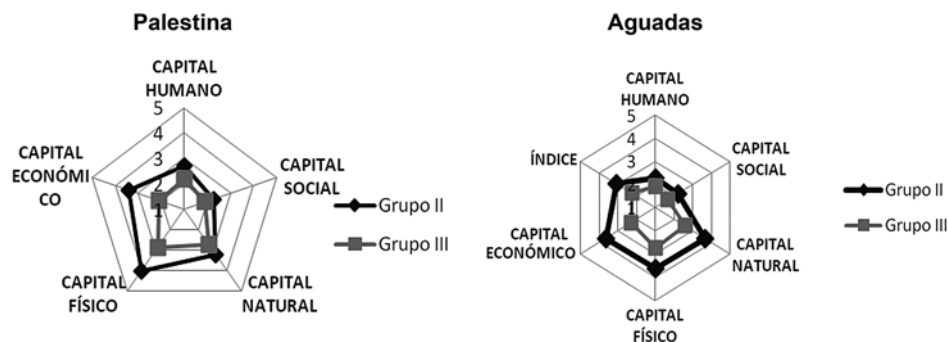 Palestina
CAPITAL
HUMANO
5
4
3
2
1
CAPITAL
SOCIAL
CAPITAL
NATURAL
CAPITAL
FÍSICO
CAPITAL
ECONÓMI
CO
Grupo II
Grupo III
Aguadas
CAPITAL
HUMANO
5
4
3
2
1
CAPITAL
SOCIAL
CAPITAL
NATURAL
CAPITAL
FÍSICO
CAPITAL
ECONÓMICO
ÍNDICE
Grupo II
Grupo III